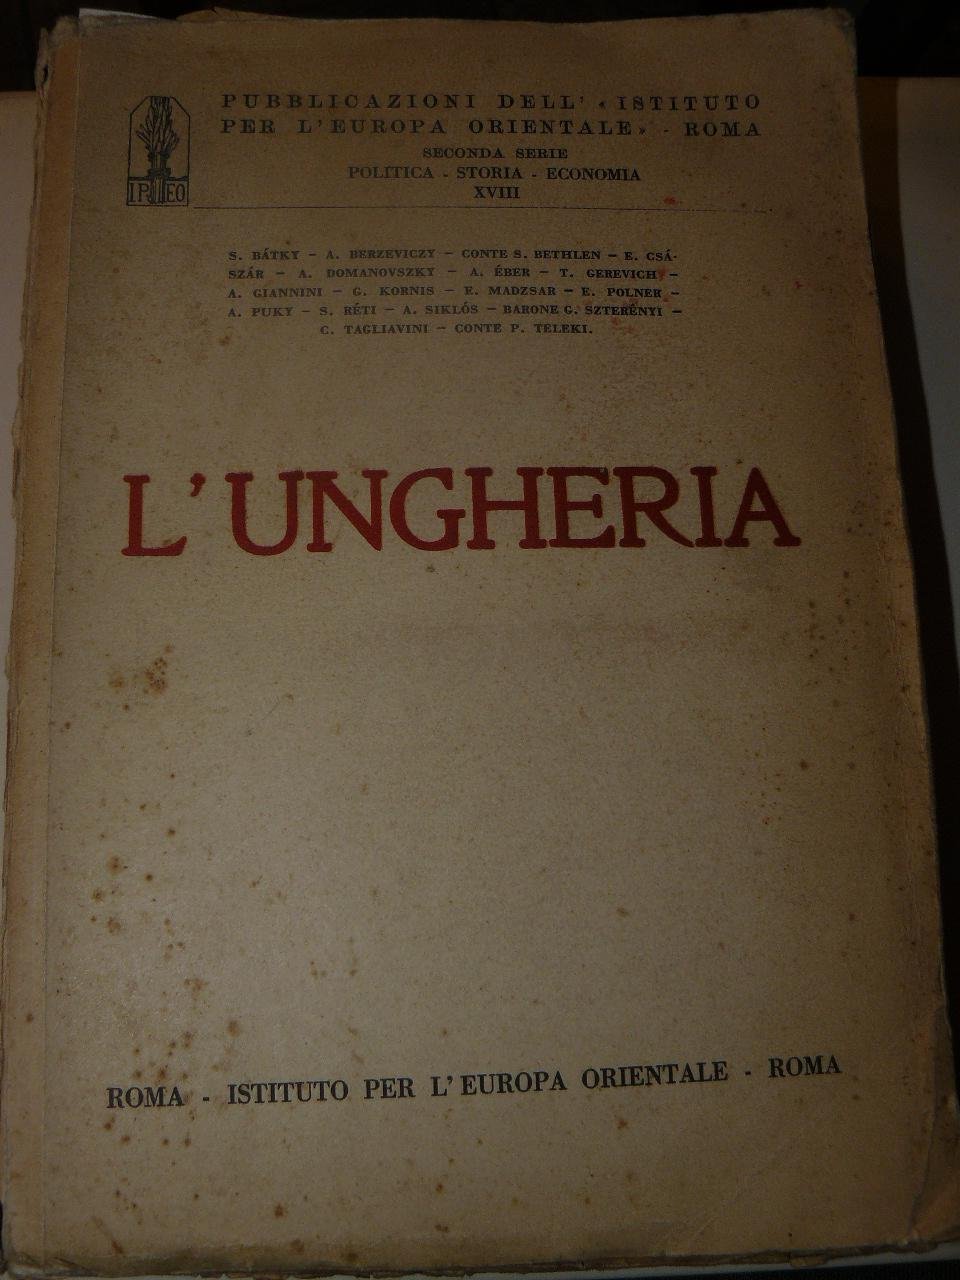 PUBBLICAZIONI DELL' « ISTITUTO
PER L'EUROPA ORIENTALE» - ROMA
SECONDA SERIE
POLITICA - STORIA - ECONOMIA
XVIII
IPEO
S. BÁTKY – A. BERZEVICZY – CONTE S. BETHLEN – E. CSÁ-
SZÁR – A. DOMANOVSZKY – A. ÉBER – T. GEREVICH –
A. GIANNINI – G. KORNIS – E. MADZSAR – E. POLNER –
A. PUKY – S. RÉTI – A. SIKLÓS – BARONE G. SZTERÉNYI –
C. TAGLIAVINI – CONTE P. TELEKI.
L'UNGHERIA
ROMA - ISTITUTO PER L'EUROPA ORIENTALE - ROMA